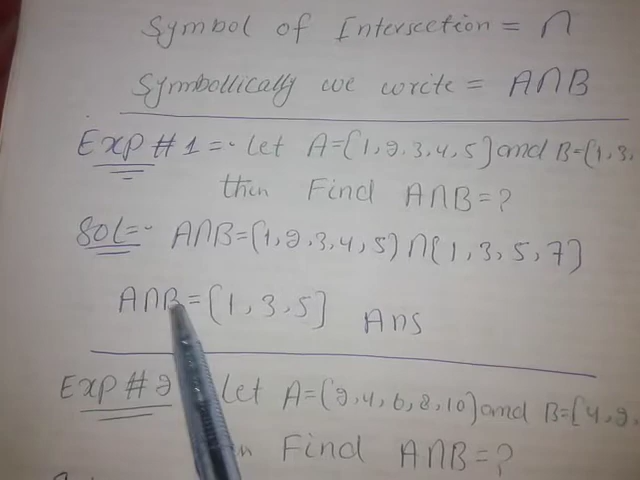 Symbol of Intersection = ∩
Symbollically we write = A∩B
Exp # 1 =- Let A={1, 2, 3, 4, 5} and B={1, 3,
then Find A∩B=?
Sol=- A∩B={1, 2, 3, 4, 5}∩{1, 3, 5, 7}
A∩B={1, 3, 5} Ans
Exp # 2 Let A={2, 4, 6, 8, 10} and B={4, 2,
Find A∩B=?